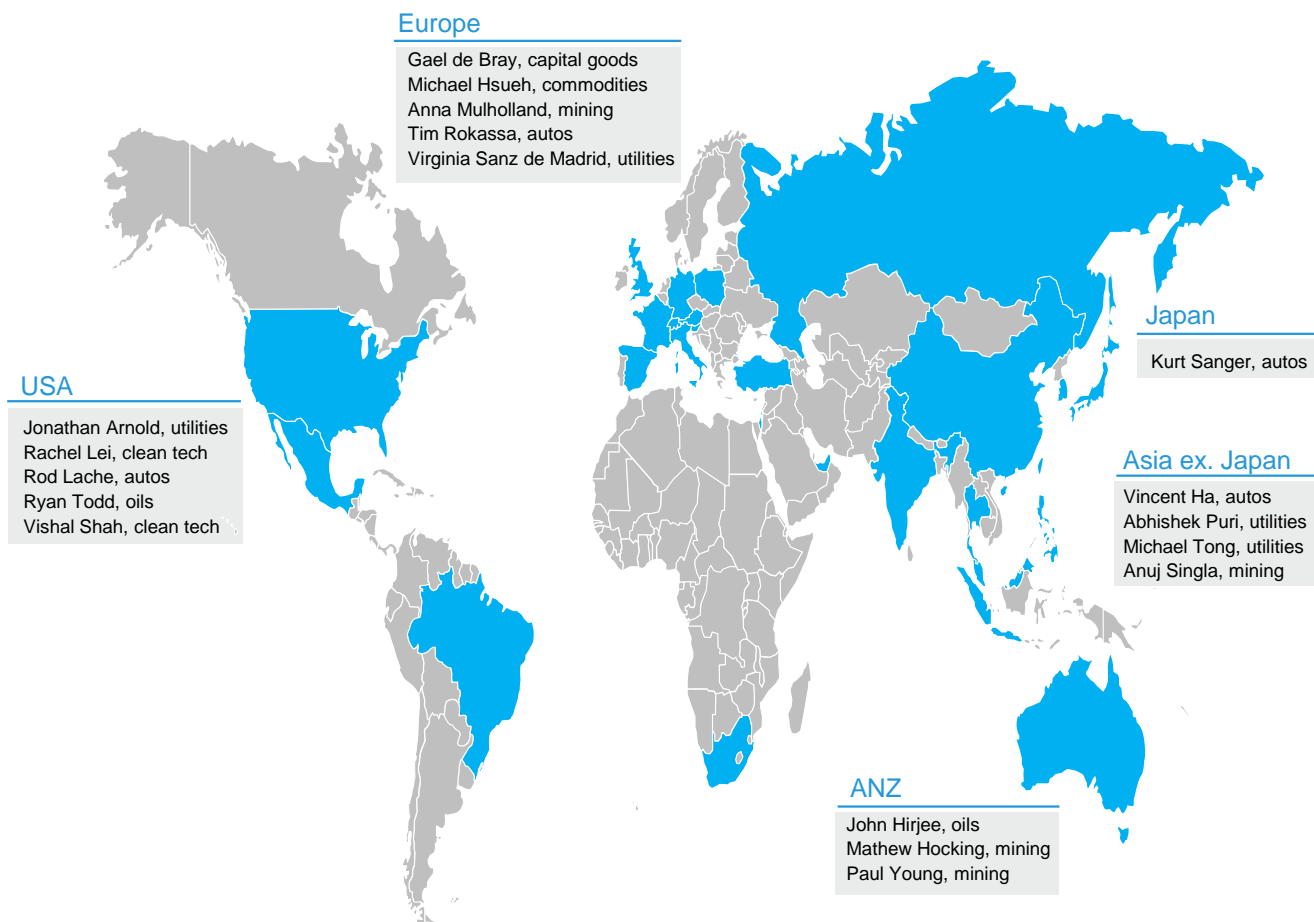 Europe
Gael de Bray, capital goods
Michael Hsueh, commodities
Anna Mulholland, mining
Tim Rokassa, autos
Virginia Sanz de Madrid, utilities
Japan
Kurt Sanger, autos
USA
Jonathan Arnold, utilities
Rachel Lei, clean tech
Rod Lache, autos
Ryan Todd, oils
Vishal Shah, clean tech
Asia ex. Japan
Vincent Ha, autos
Abhishek Puri, utilities
Michael Tong, utilities
Anuj Singla, mining
ANZ
John Hirjee, oils
Mathew Hocking, mining
Paul Young, mining